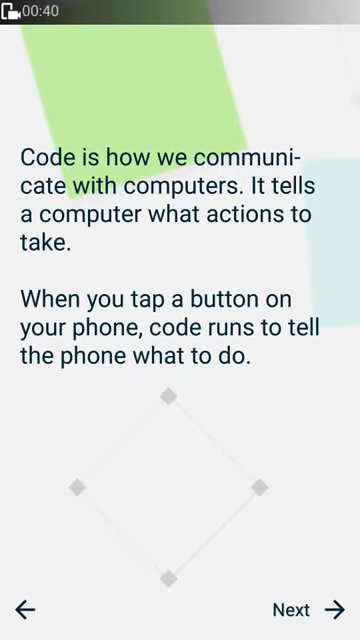 00:40
Code is how we communi-
cate with computers. It tells
a computer what actions to
take.
When you tap a button on
your phone, code runs to tell
the phone what to do.
Next